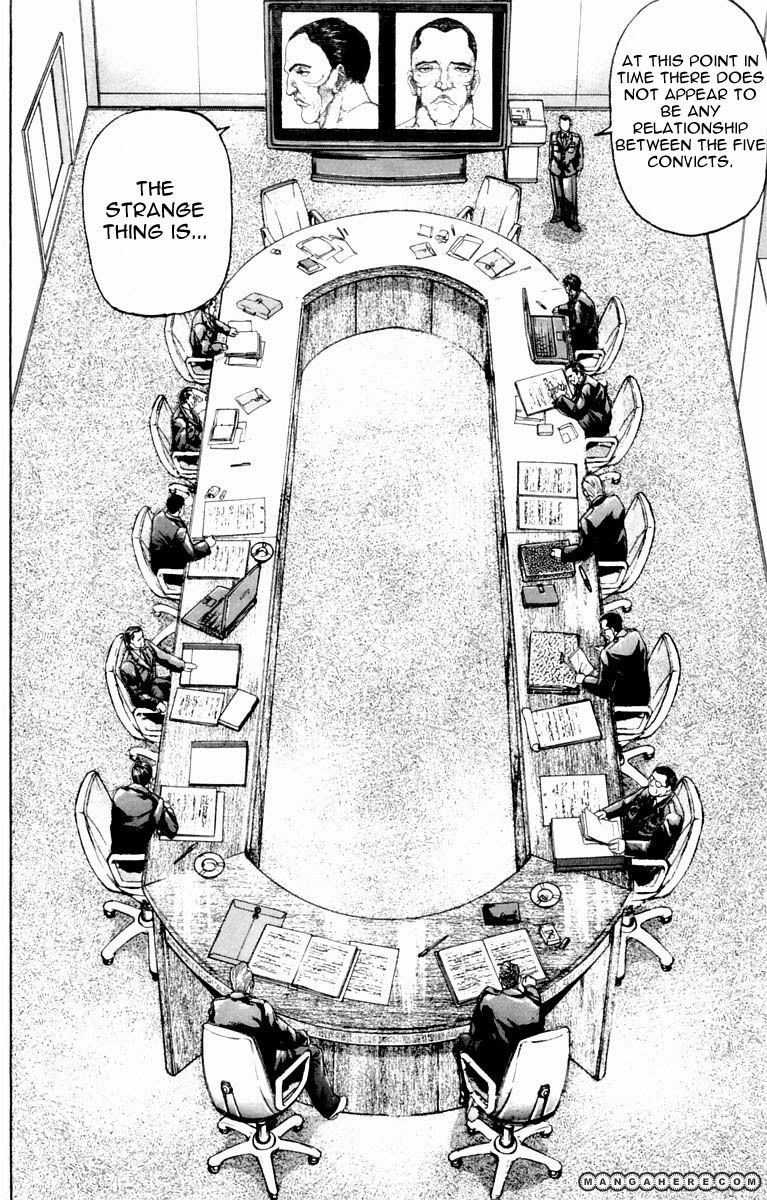 AT THIS POINT IN
TIME THERE DOES
NOT APPEAR TO
BE ANY
RELATIONSHIP
BETWEEN THE FIVE
CONVICTS.
THE
STRANGE
THING IS...
MANGAHERE.COM